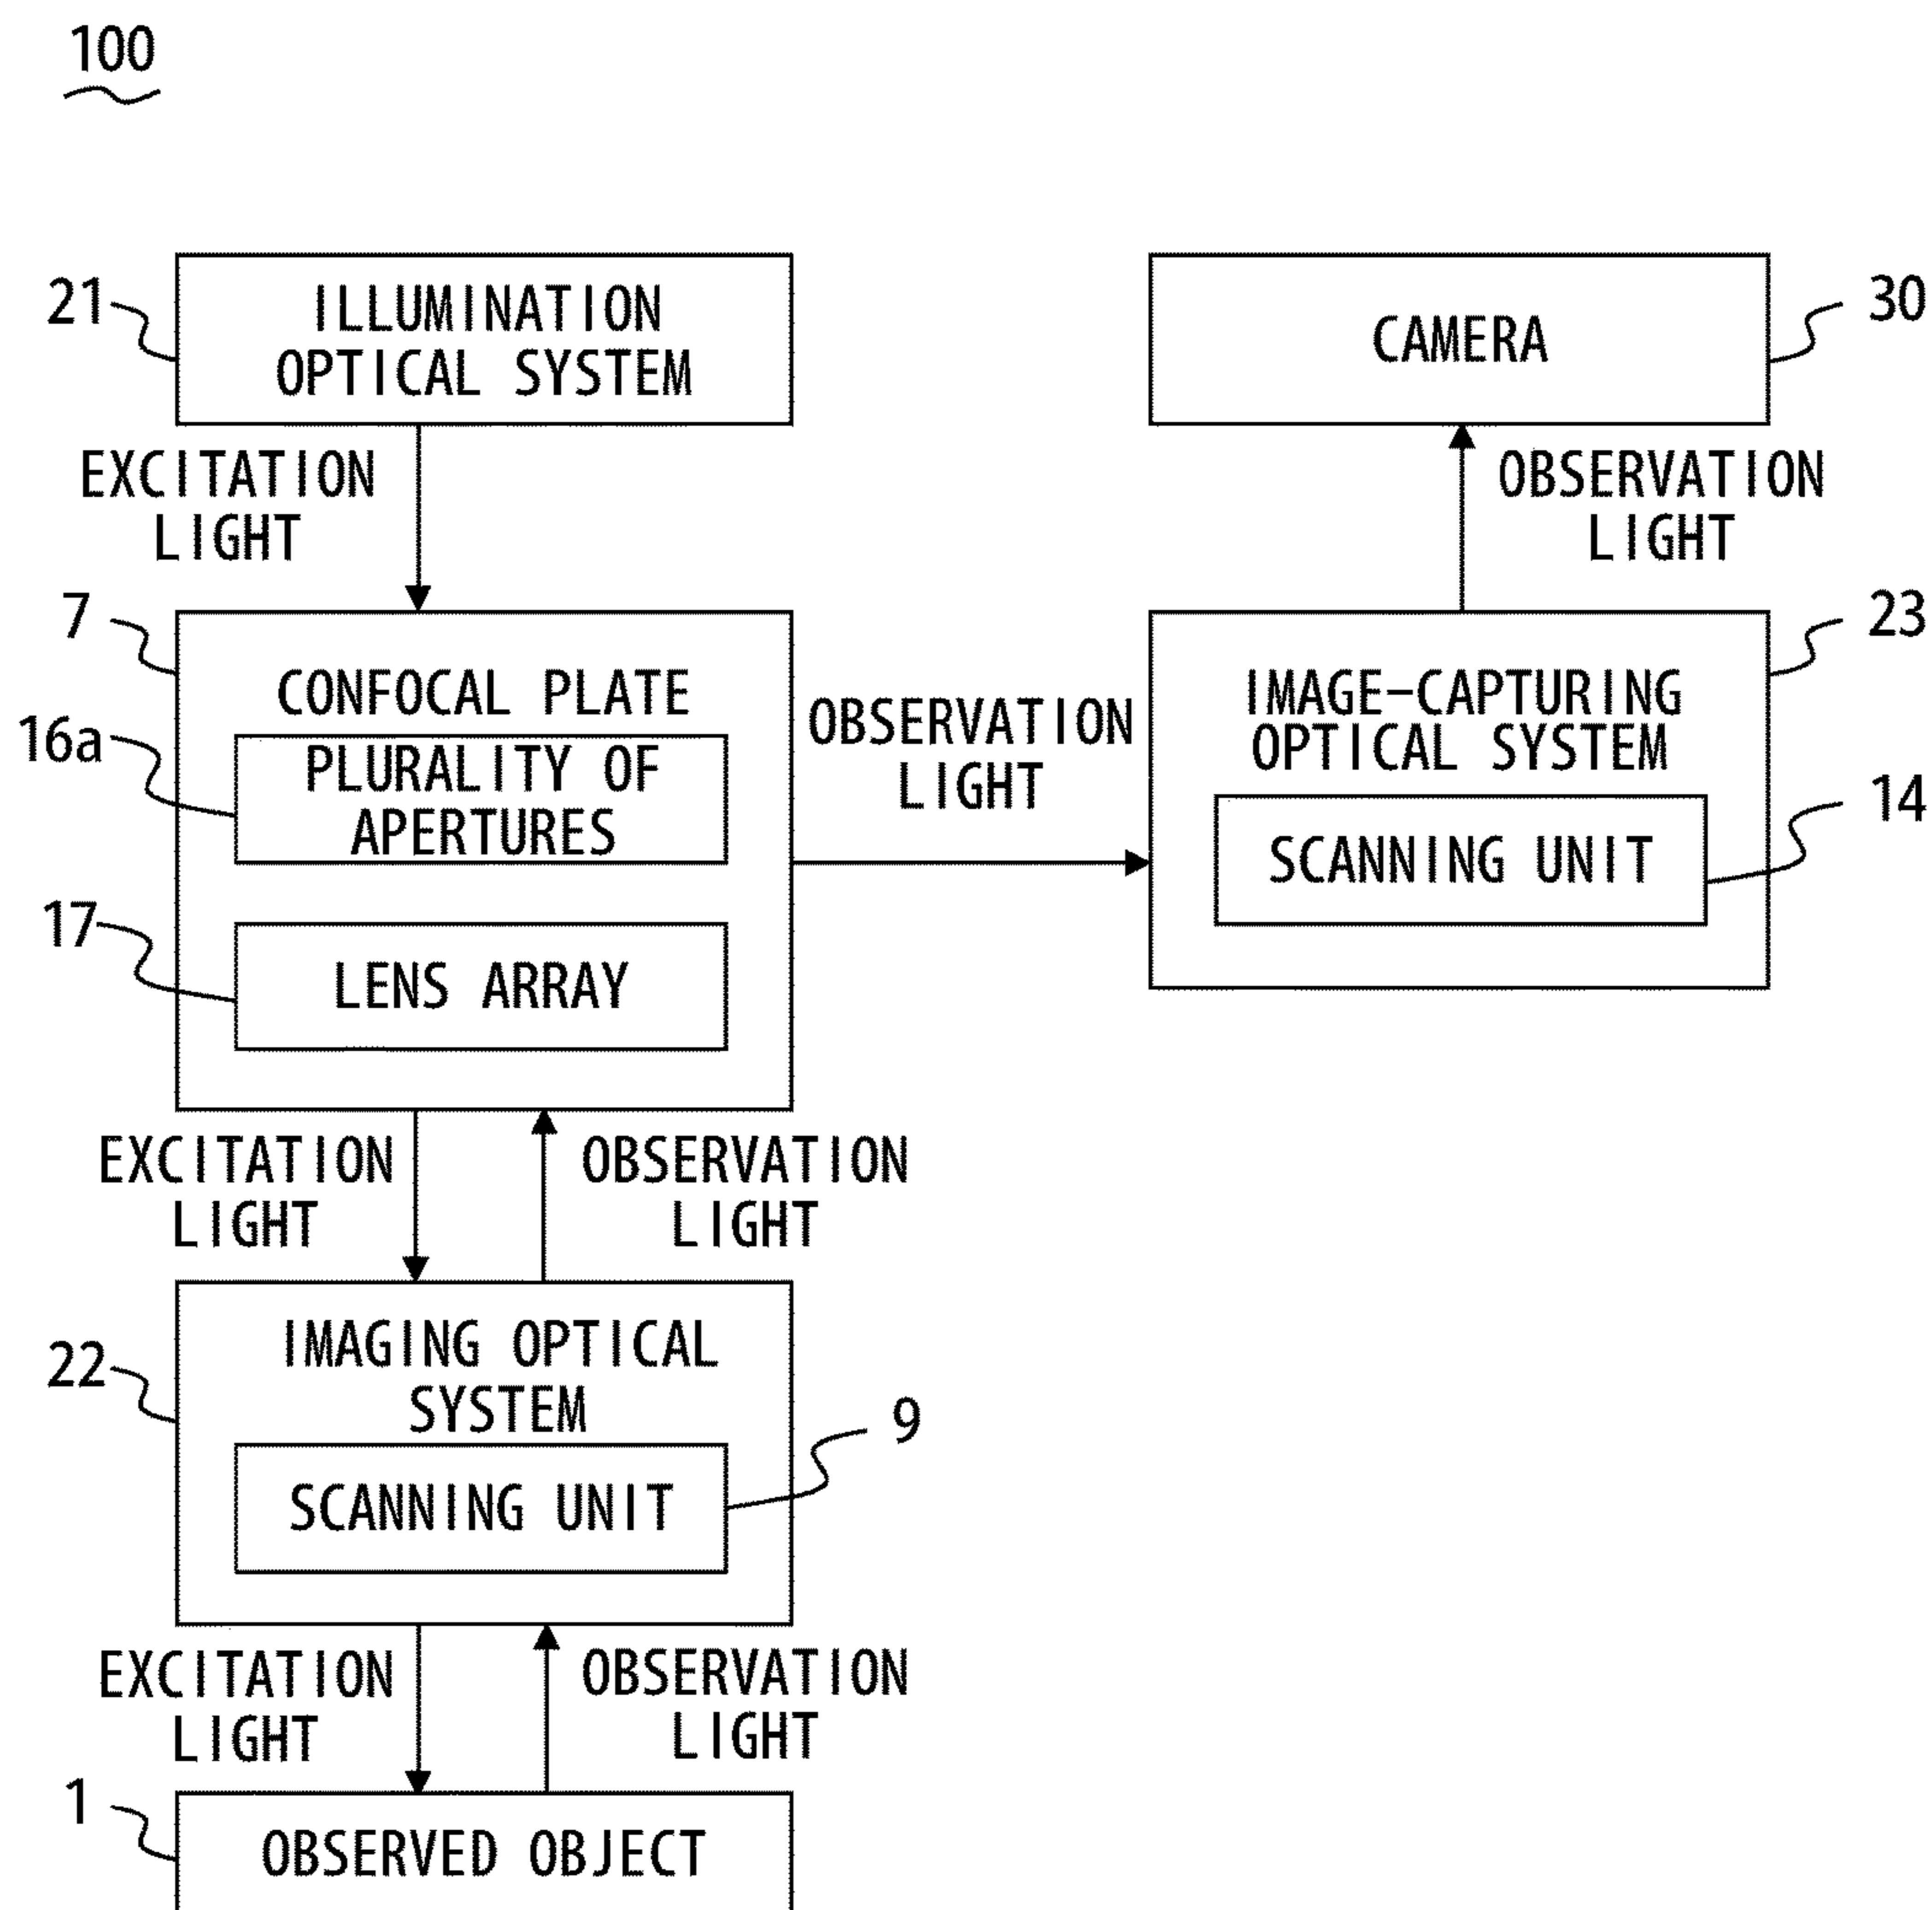 100
21
ILLUMINATION
OPTICAL SYSTEM
CAMERA
30
EXCITATION
LIGHT
OBSERVATION
LIGHT
7
CONFOCAL PLATE
16a
PLURALITY OF
APERTURES
17
LENS ARRAY
OBSERVATION
LIGHT
23
IMAGE-CAPTURING
OPTICAL SYSTEM
14
SCANNING UNIT
EXCITATION
LIGHT
OBSERVATION
LIGHT
22
IMAGING OPTICAL
SYSTEM
9
SCANNING UNIT
EXCITATION
LIGHT
OBSERVATION
LIGHT
1
OBSERVED OBJECT